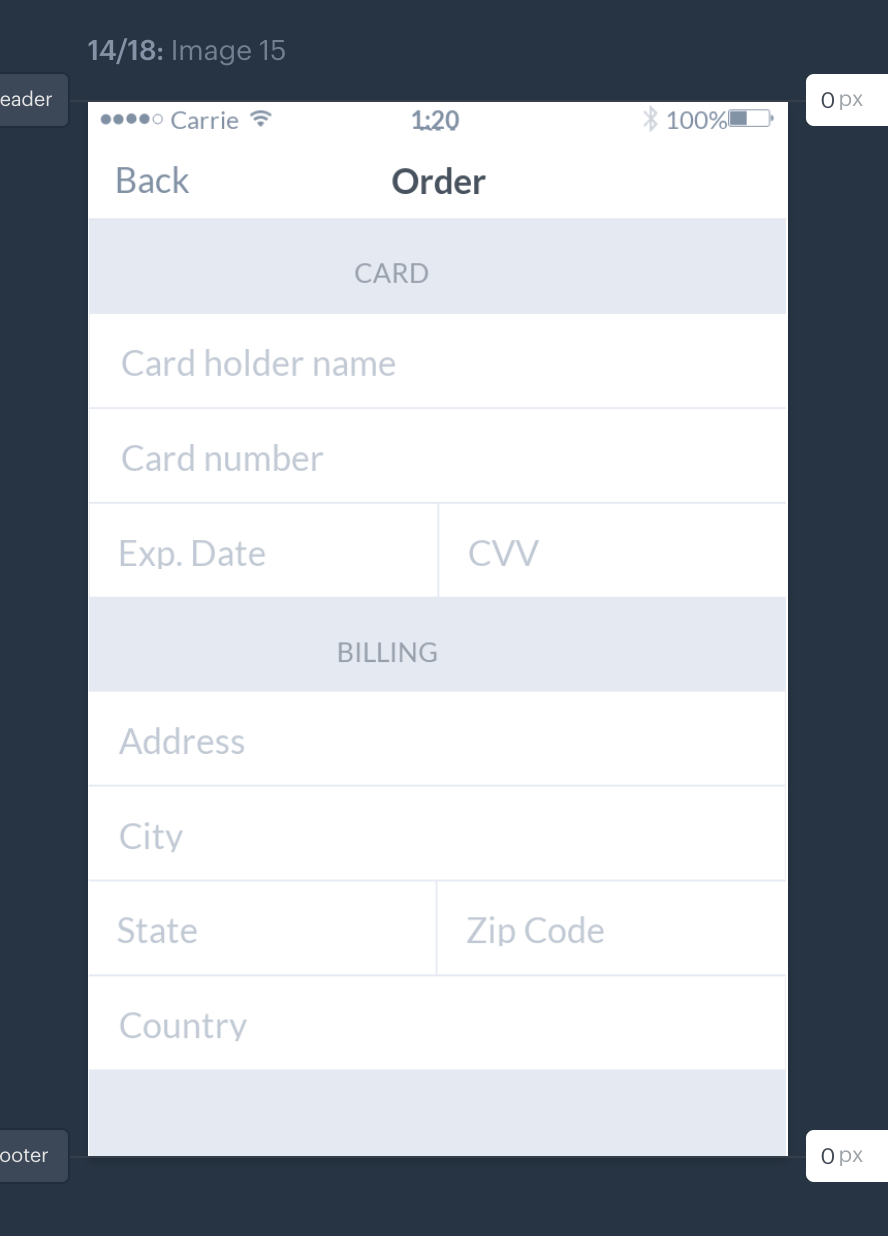 14/18: Image 15
eader
0 px
Carrie 1:20 100%
Back Order
CARD
Card holder name
Card number
Exp. Date CVV
BILLING
Address
City
State Zip Code
Country
ooter
0 px